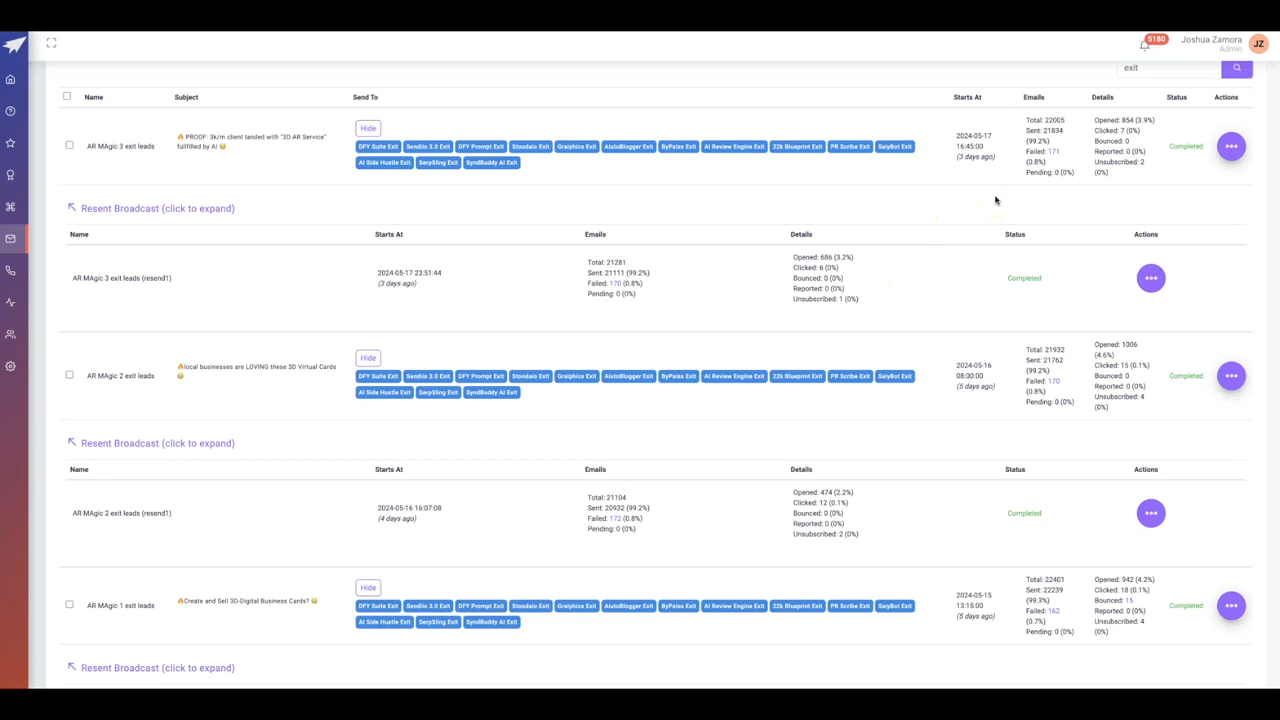 5180
Joshua Zamora
Admin
JZ
exit
Name Subject Send To Starts At Emails Details Status Actions
Hide
AR MAgic 3 exit leads
🔥 PROOF: 3k/m client landed with "3D AR Service"
fullfilled by AI 😲
DFY Suite Exit Sendiio 3.0 Exit DFY Prompt Exit Stoodaio Exit Graiphics Exit AiutoBlogger Exit ByPaiss Exit AI Review Engine Exit 22k Blueprint Exit PR Scribe Exit SaiyBot Exit
AI Side Hustle Exit SerpSling Exit SyndBuddy AI Exit
2024-05-17
16:45:00
(3 days ago)
Total: 22005
Sent: 21834
(99.2%)
Failed: 171
(0.8%)
Pending: 0 (0%)
Opened: 854 (3.9%)
Clicked: 7 (0%)
Bounced: 0
Reported: 0 (0%)
Unsubscribed: 2
(0%)
Completed
Resent Broadcast (click to expand)
Name Starts At Emails Details Status Actions
AR MAgic 3 exit leads (resend1)
2024-05-17 23:51:44
(3 days ago)
Total: 21281
Sent: 21111 (99.2%)
Failed: 170 (0.8%)
Pending: 0 (0%)
Opened: 686 (3.2%)
Clicked: 6 (0%)
Bounced: 0 (0%)
Reported: 0 (0%)
Unsubscribed: 1 (0%)
Completed
Hide
AR MAgic 2 exit leads
🔥local businesses are LOVING these 3D Virtual Cards
😲
DFY Suite Exit Sendiio 3.0 Exit DFY Prompt Exit Stoodaio Exit Graiphics Exit AiutoBlogger Exit ByPaiss Exit AI Review Engine Exit 22k Blueprint Exit PR Scribe Exit SaiyBot Exit
AI Side Hustle Exit SerpSling Exit SyndBuddy AI Exit
2024-05-16
08:00:00
(5 days ago)
Total: 21932
Sent: 21762
(99.2%)
Failed: 170
(0.8%)
Pending: 0 (0%)
Opened: 1006
(4.6%)
Clicked: 15 (0.1%)
Bounced: 0
Reported: 0 (0%)
Unsubscribed: 4
(0%)
Completed
Resent Broadcast (click to expand)
Name Starts At Emails Details Status Actions
AR MAgic 2 exit leads (resend1)
2024-05-16 16:07:08
(4 days ago)
Total: 21104
Sent: 20932 (99.2%)
Failed: 172 (0.8%)
Pending: 0 (0%)
Opened: 474 (2.2%)
Clicked: 12 (0.1%)
Bounced: 0 (0%)
Reported: 0 (0%)
Unsubscribed: 2 (0%)
Completed
Hide
AR MAgic 1 exit leads
🔥Create and Sell 3D-Digital Business Cards? 😲
DFY Suite Exit Sendiio 3.0 Exit DFY Prompt Exit Stoodaio Exit Graiphics Exit AiutoBlogger Exit ByPaiss Exit AI Review Engine Exit 22k Blueprint Exit PR Scribe Exit SaiyBot Exit
AI Side Hustle Exit SerpSling Exit SyndBuddy AI Exit
2024-05-15
13:15:00
(5 days ago)
Total: 22401
Sent: 22239
(99.3%)
Failed: 162
(0.7%)
Pending: 0 (0%)
Opened: 942 (4.2%)
Clicked: 18 (0.1%)
Bounced: 15
Reported: 0 (0%)
Unsubscribed: 4
(0%)
Completed
Resent Broadcast (click to expand)